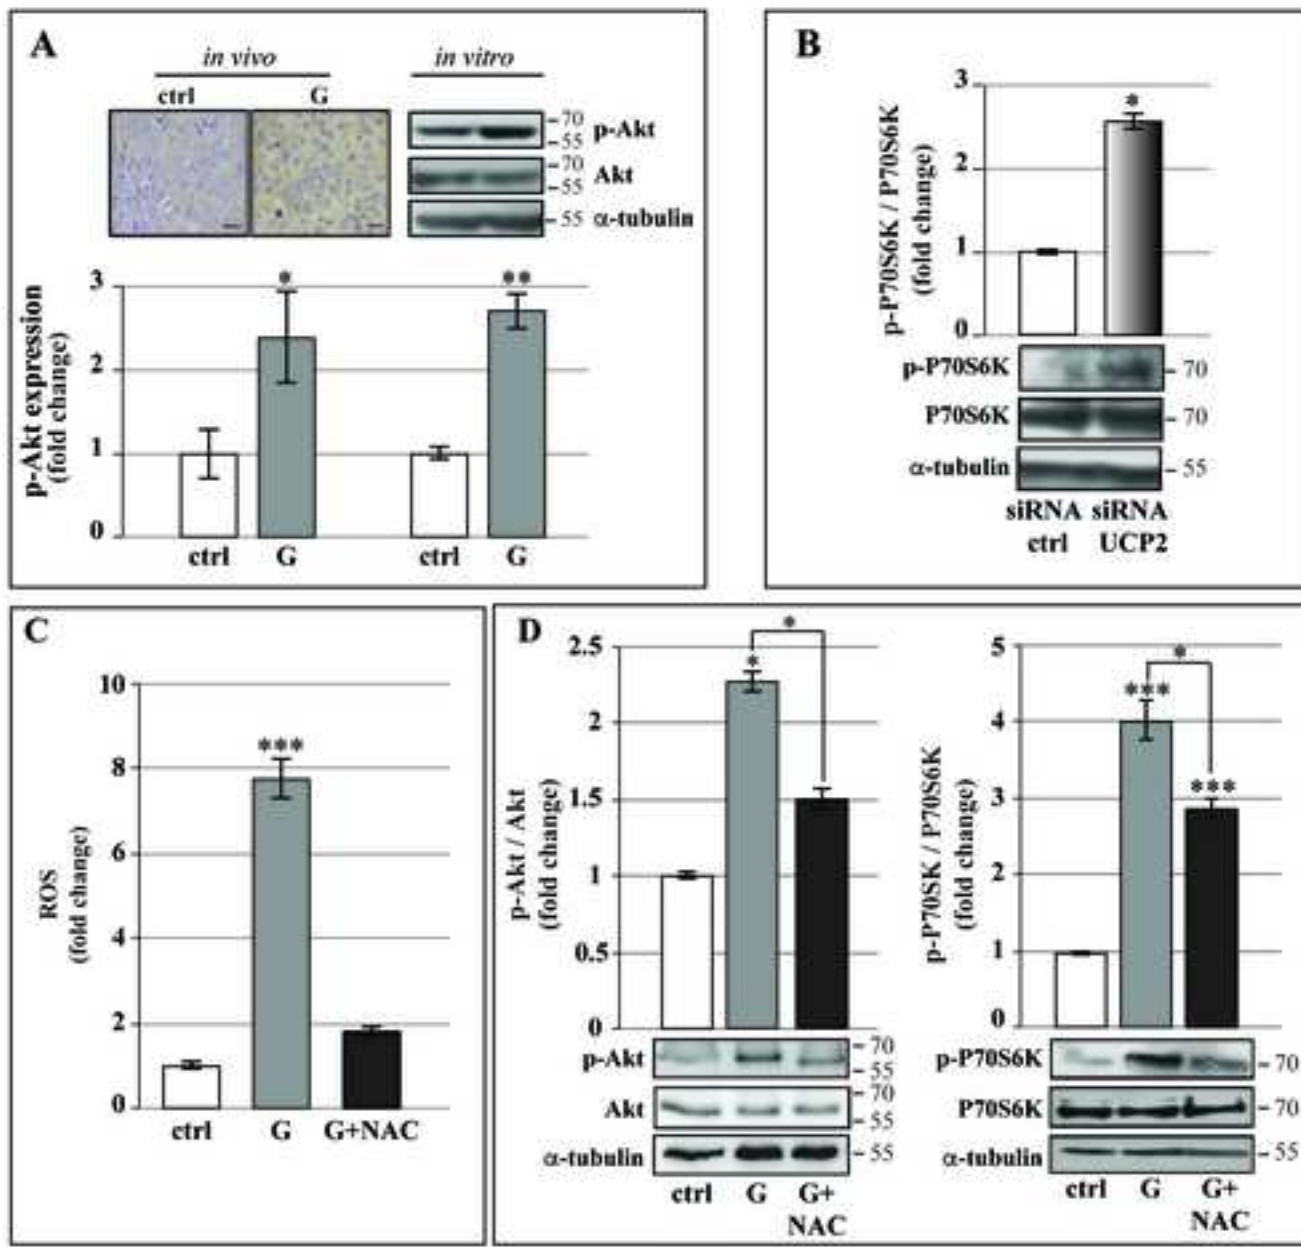 A
in vivo
in vitro
ctrl
G
70
55
p-Akt
70
55
Akt
55
α-tubulin
p-Akt expression
(fold change)
3
2
1
0
*
**
ctrl
G
ctrl
G
B
p-P70S6K / P70S6K
(fold change)
3
2
1
0
*
p-P70S6K
70
P70S6K
70
α-tubulin
55
siRNA
ctrl
siRNA
UCP2
C
ROS
(fold change)
10
8
6
4
2
0
***
ctrl
G
G+NAC
D
p-Akt / Akt
(fold change)
2.5
2
1.5
1
0.5
0
*
*
p-Akt
70
55
Akt
70
55
α-tubulin
55
ctrl
G
G+
NAC
p-P70SK / P70S6K
(fold change)
5
4
3
2
1
0
*
***
***
p-P70S6K
70
P70S6K
70
α-tubulin
55
ctrl
G
G+
NAC